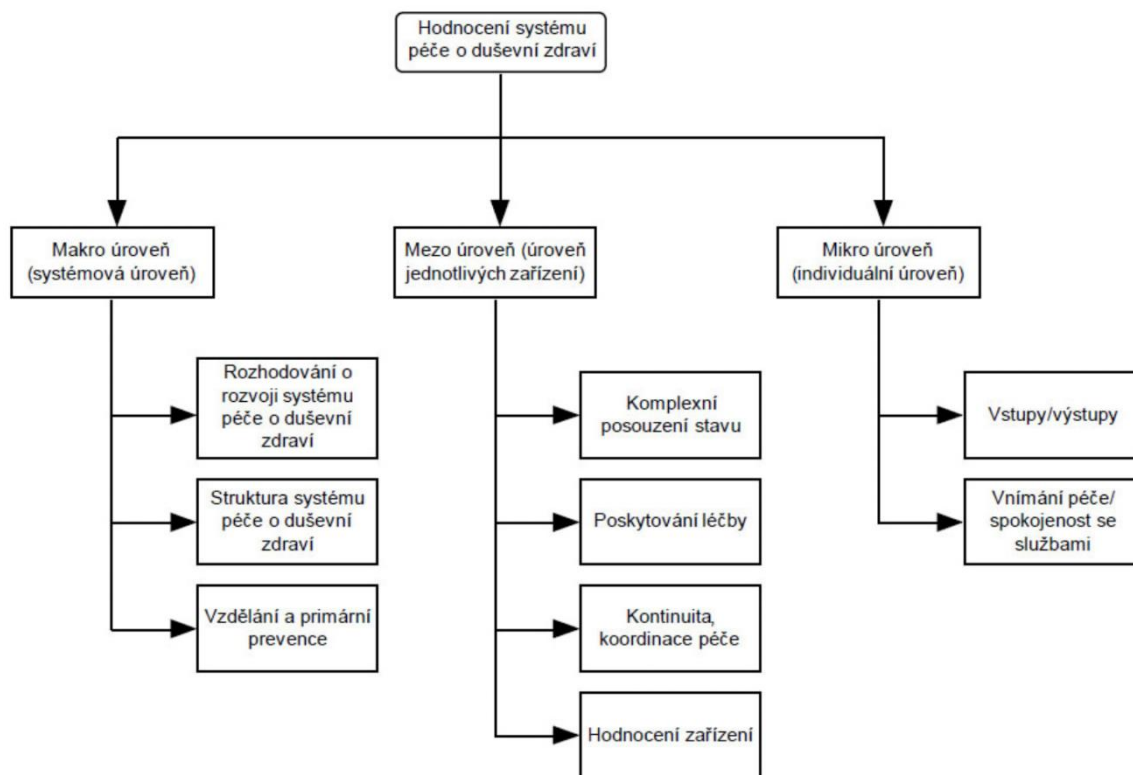 Hodnocení systému
péče o duševní zdraví
Makro úroveň
(systémová úroveň)
Mezo úroveň (úroveň
jednotlivých zařízení)
Mikro úroveň
(individuální úroveň)
Rozhodování o
rozvoji systému
péče o duševní
zdraví
Struktura systému
péče o duševní
zdraví
Vzdělání a primární
prevence
Komplexní
posouzení stavu
Poskytování léčby
Kontinuita,
koordinace péče
Hodnocení zařízení
Vstupy/výstupy
Vnímání péče/
spokojenost se
službami